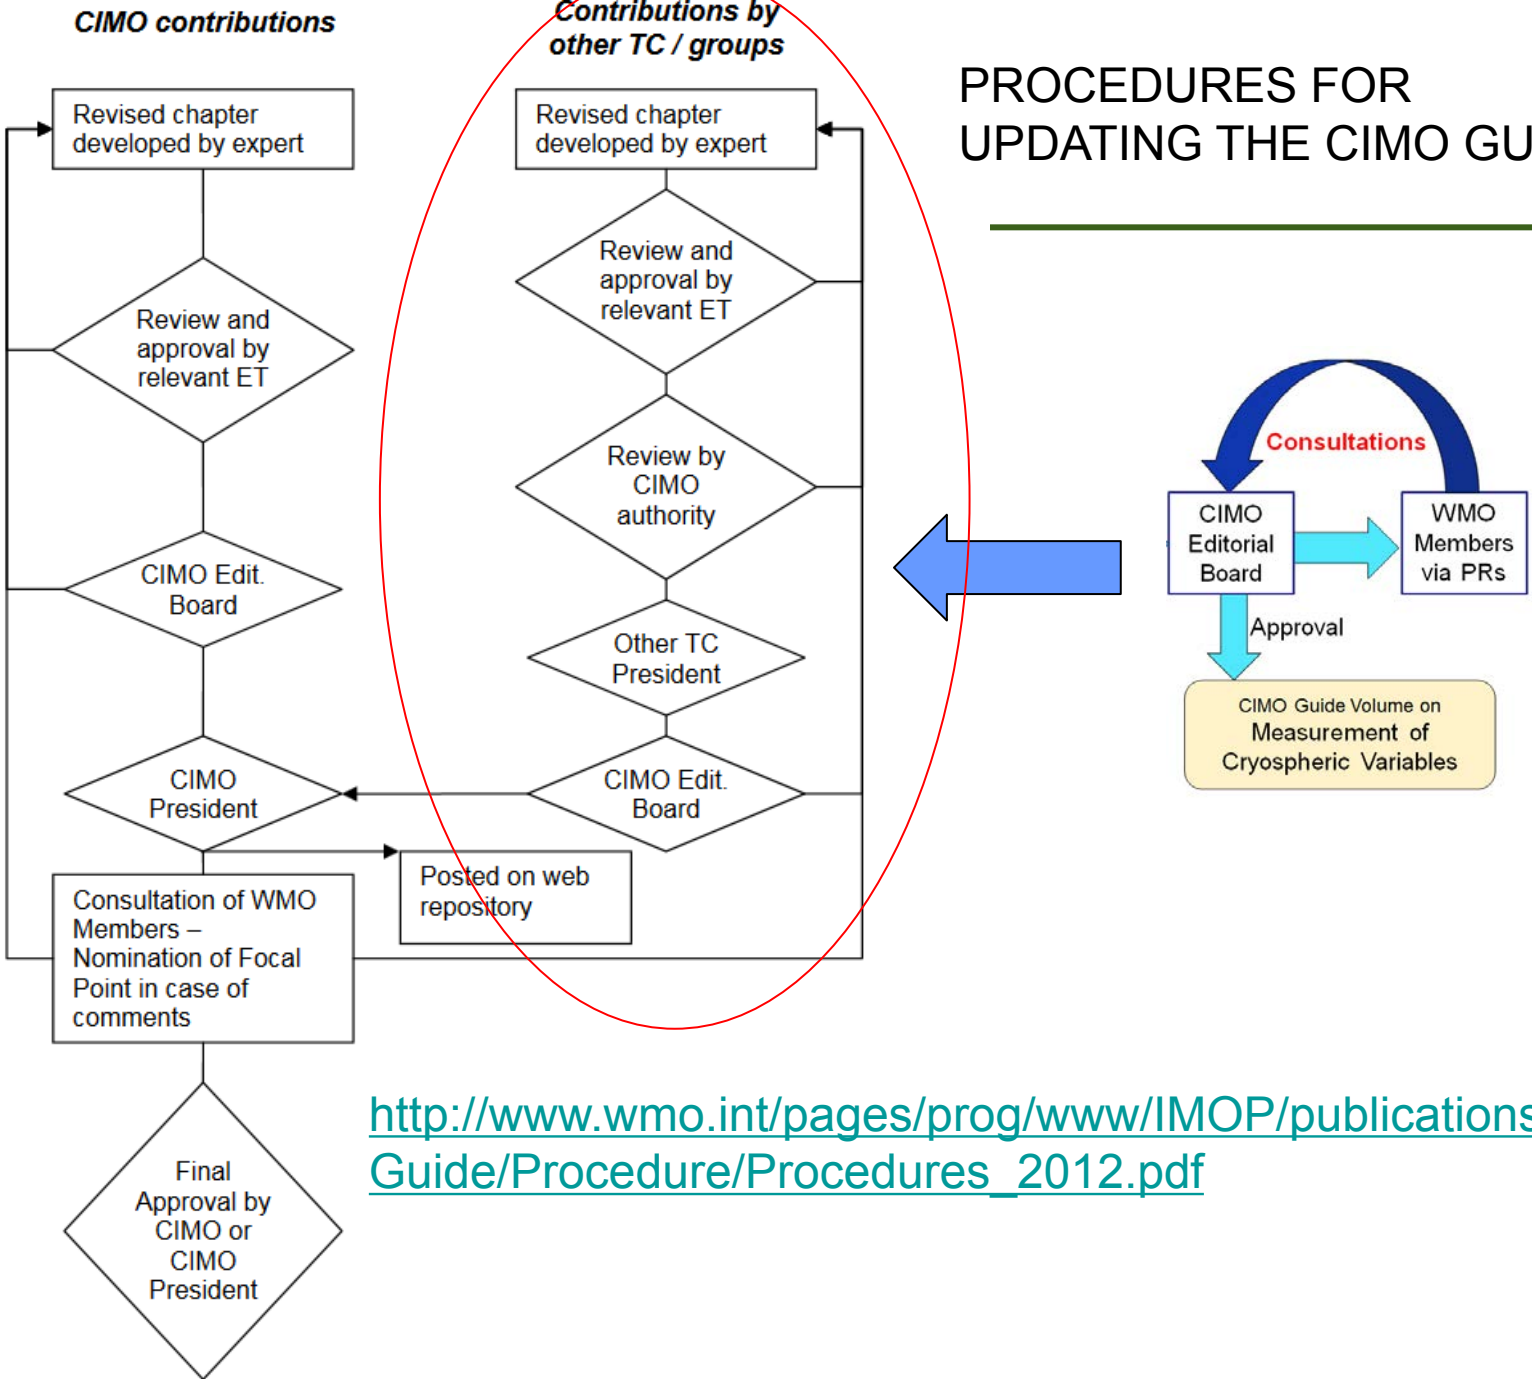 CIMO contributions
Contributions by
other TC / groups
PROCEDURES FOR
UPDATING THE CIMO GU
Revised chapter
developed by expert
Revised chapter
developed by expert
Review and
approval by
relevant ET
Review and
approval by
relevant ET
Review by
CIMO
authority
CIMO Edit.
Board
Other TC
President
CIMO
President
CIMO Edit.
Board
Posted on web
repository
Consultation of WMO
Members –
Nomination of Focal
Point in case of
comments
Final
Approval by
CIMO or
CIMO
President
Consultations
CIMO
Editorial
Board
WMO
Members
via PRs
Approval
CIMO Guide Volume on
Measurement of
Cryospheric Variables
http://www.wmo.int/pages/prog/www/IMOP/publications
Guide/Procedure/Procedures_2012.pdf